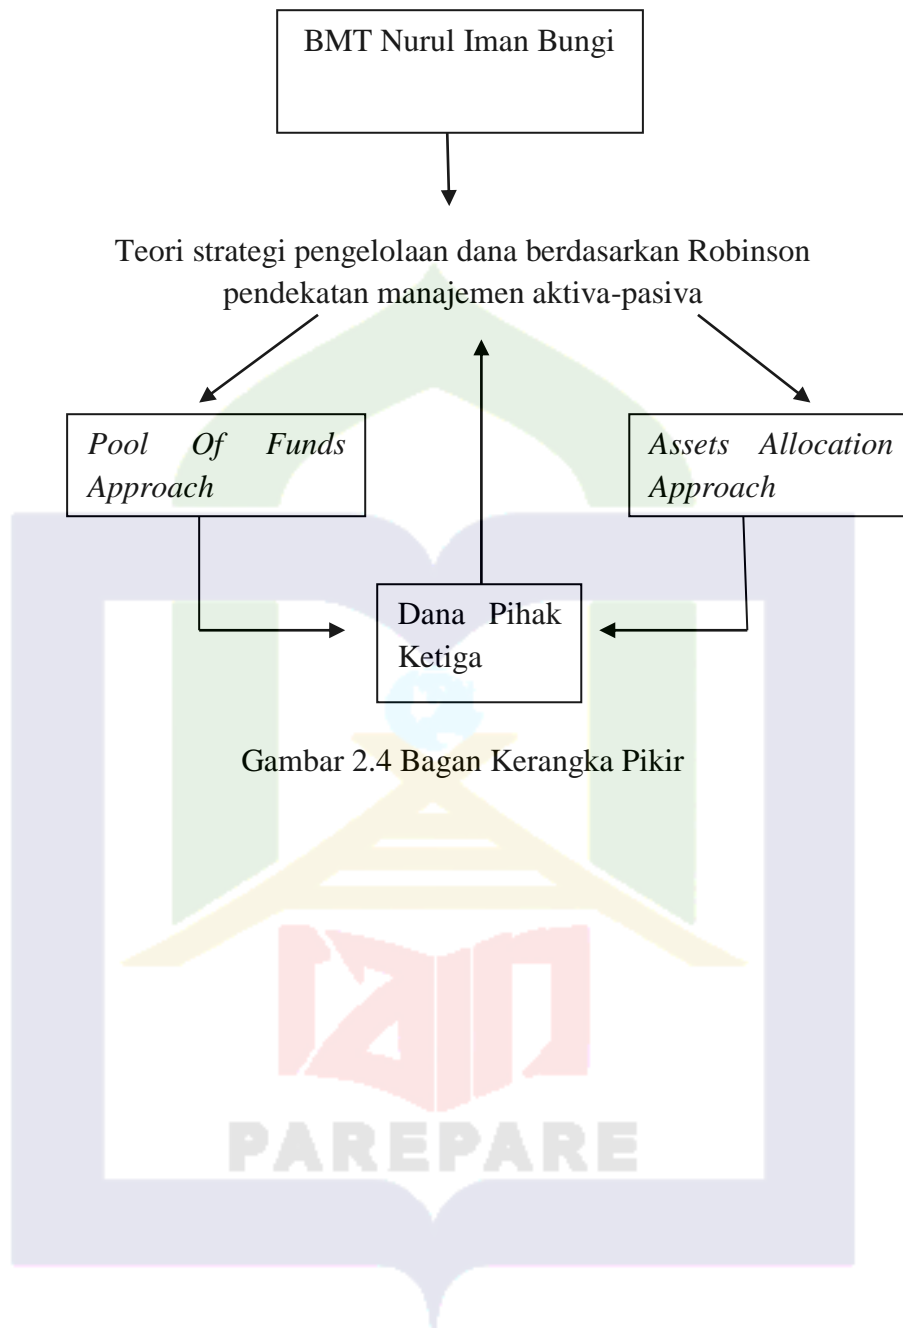 BMT Nurul Iman Bungi
Teori strategi pengelolaan dana berdasarkan Robinson
pendekatan manajemen aktiva-pasiva
Pool Of Funds
Approach
Assets Allocation
Approach
Dana Pihak
Ketiga
Gambar 2.4 Bagan Kerangka Pikir
iain
PAREPARE